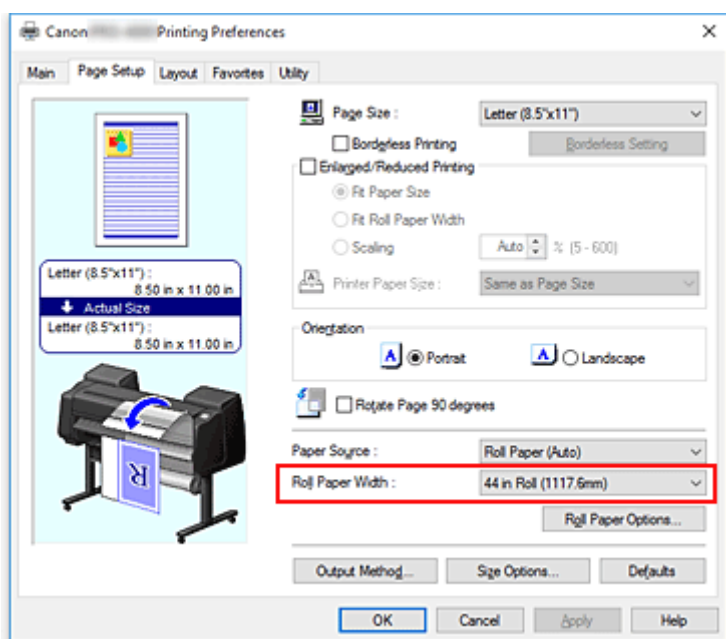 Canon Printing Preferences
Main Page Setup Layout Favorites Utility
Page Size : Letter (8.5"x11")
Borderless Printing Borderless Setting
Enlarged/Reduced Printing
Fit Paper Size
Fit Roll Paper Width
Scaling Auto % (5 - 600)
Printer Paper Size : Same as Page Size
Letter (8.5"x11") :
8.50 in x 11.00 in
Actual Size
Letter (8.5"x11") :
8.50 in x 11.00 in
Orientation
A Portrait A Landscape
Rotate Page 90 degrees
Paper Source : Roll Paper (Auto)
Roll Paper Width : 44 in Roll (1117.6mm)
Roll Paper Options...
R
Output Method... Size Options... Defaults
OK Cancel Apply Help